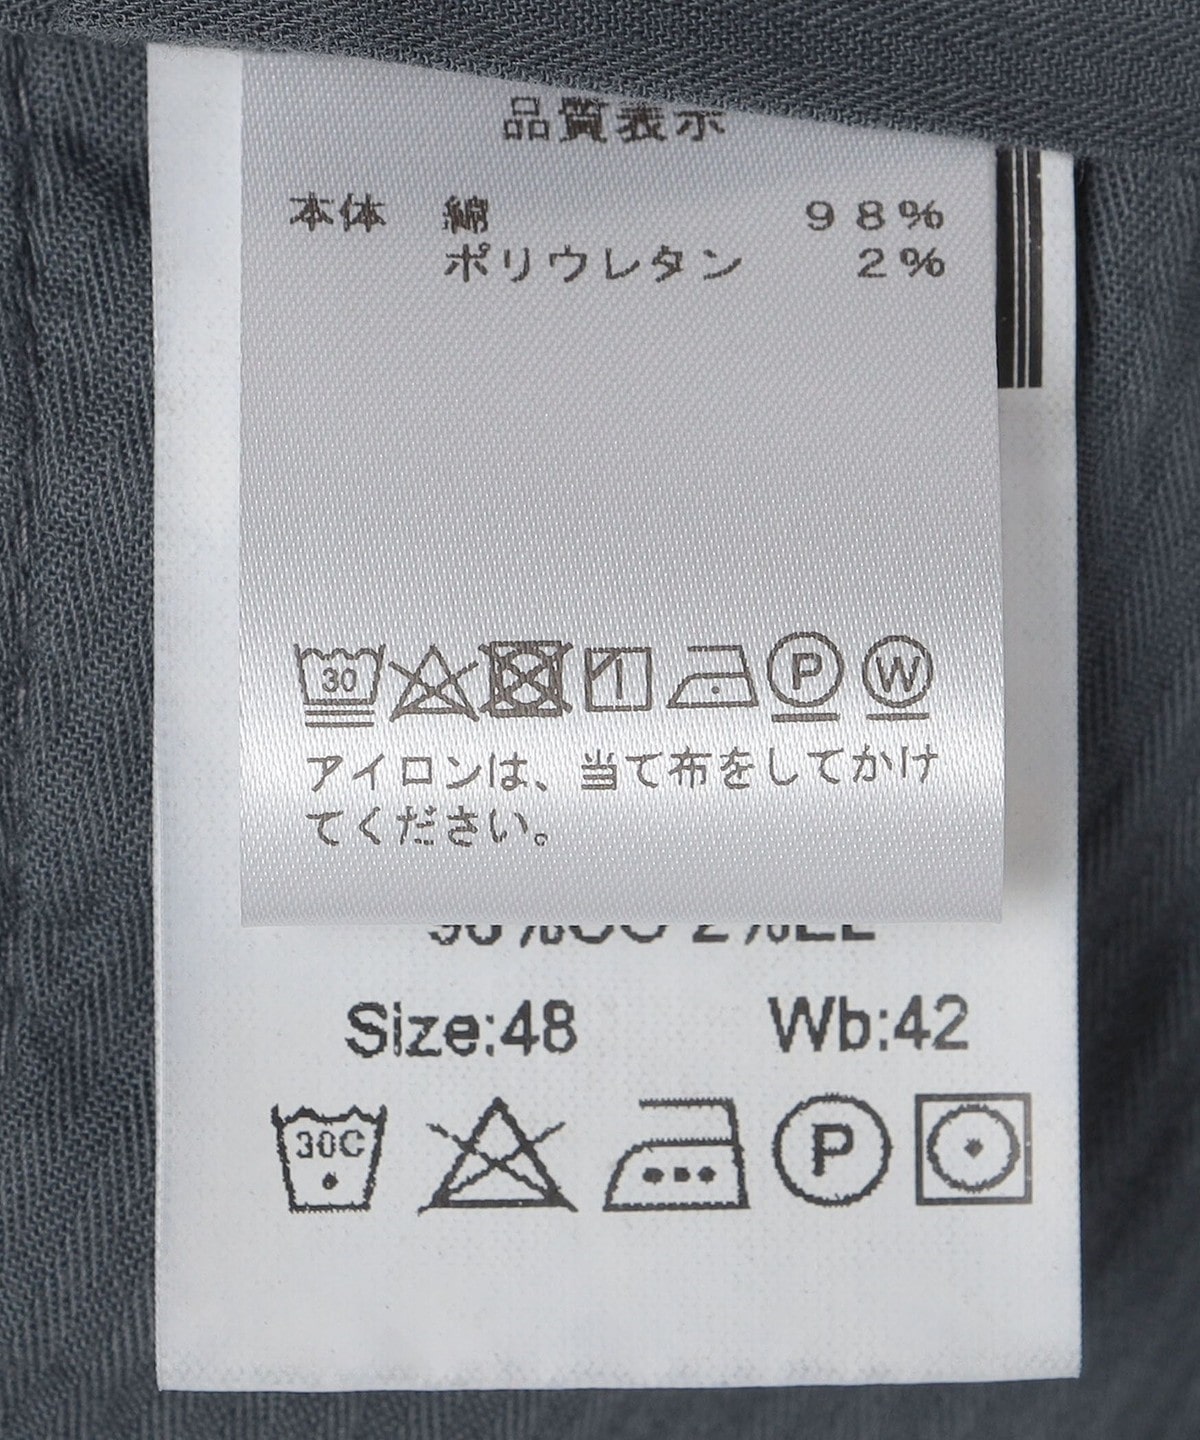 品質表示
本体 綿 98%
ポリウレタン 2%
30 P W
アイロンは、当て布をしてかけ
てください。
Size:48 Wb:42
30C P